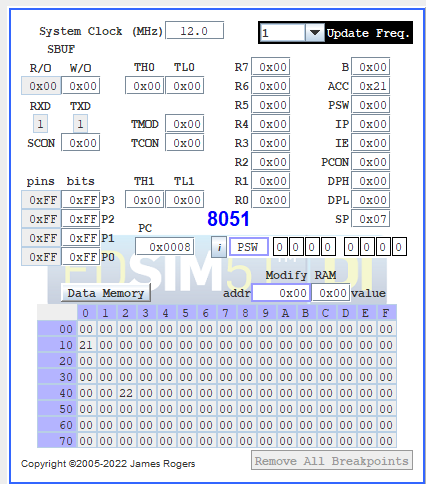 System Clock (MHz) 12.0 1 Update Freq.
SBUF
R/O W/O TH0 TL0 R7 0x00 B 0x00
0x00 0x00 0x00 0x00 R6 0x00 ACC 0x21
RXD TXD R5 0x00 PSW 0x00
1 1 TMOD 0x00 R4 0x00 IP 0x00
SCON 0x00 TCON 0x00 R3 0x00 IE 0x00
R2 0x00 PCON 0x00
pins bits TH1 TL1 R1 0x00 DPH 0x00
0xFF 0xFF P3 0x00 0x00 R0 0x00 DPL 0x00
0xFF 0xFF P2 8051 SP 0x07
0xFF 0xFF P1 PC
0xFF 0xFF P0 0x0008 i PSW 0 0 0 0 0 0 0 0
EDSIM51 DI
Modify RAM
Data Memory addr 0x00 0x00 value
0 1 2 3 4 5 6 7 8 9 A B C D E F
00 00 00 00 00 00 00 00 00 00 00 00 00 00 00 00 00
10 21 00 00 00 00 00 00 00 00 00 00 00 00 00 00 00
20 00 00 00 00 00 00 00 00 00 00 00 00 00 00 00 00
30 00 00 00 00 00 00 00 00 00 00 00 00 00 00 00 00
40 00 00 22 00 00 00 00 00 00 00 00 00 00 00 00 00
50 00 00 00 00 00 00 00 00 00 00 00 00 00 00 00 00
60 00 00 00 00 00 00 00 00 00 00 00 00 00 00 00 00
70 00 00 00 00 00 00 00 00 00 00 00 00 00 00 00 00
Copyright ©2005-2022 James Rogers Remove All Breakpoints